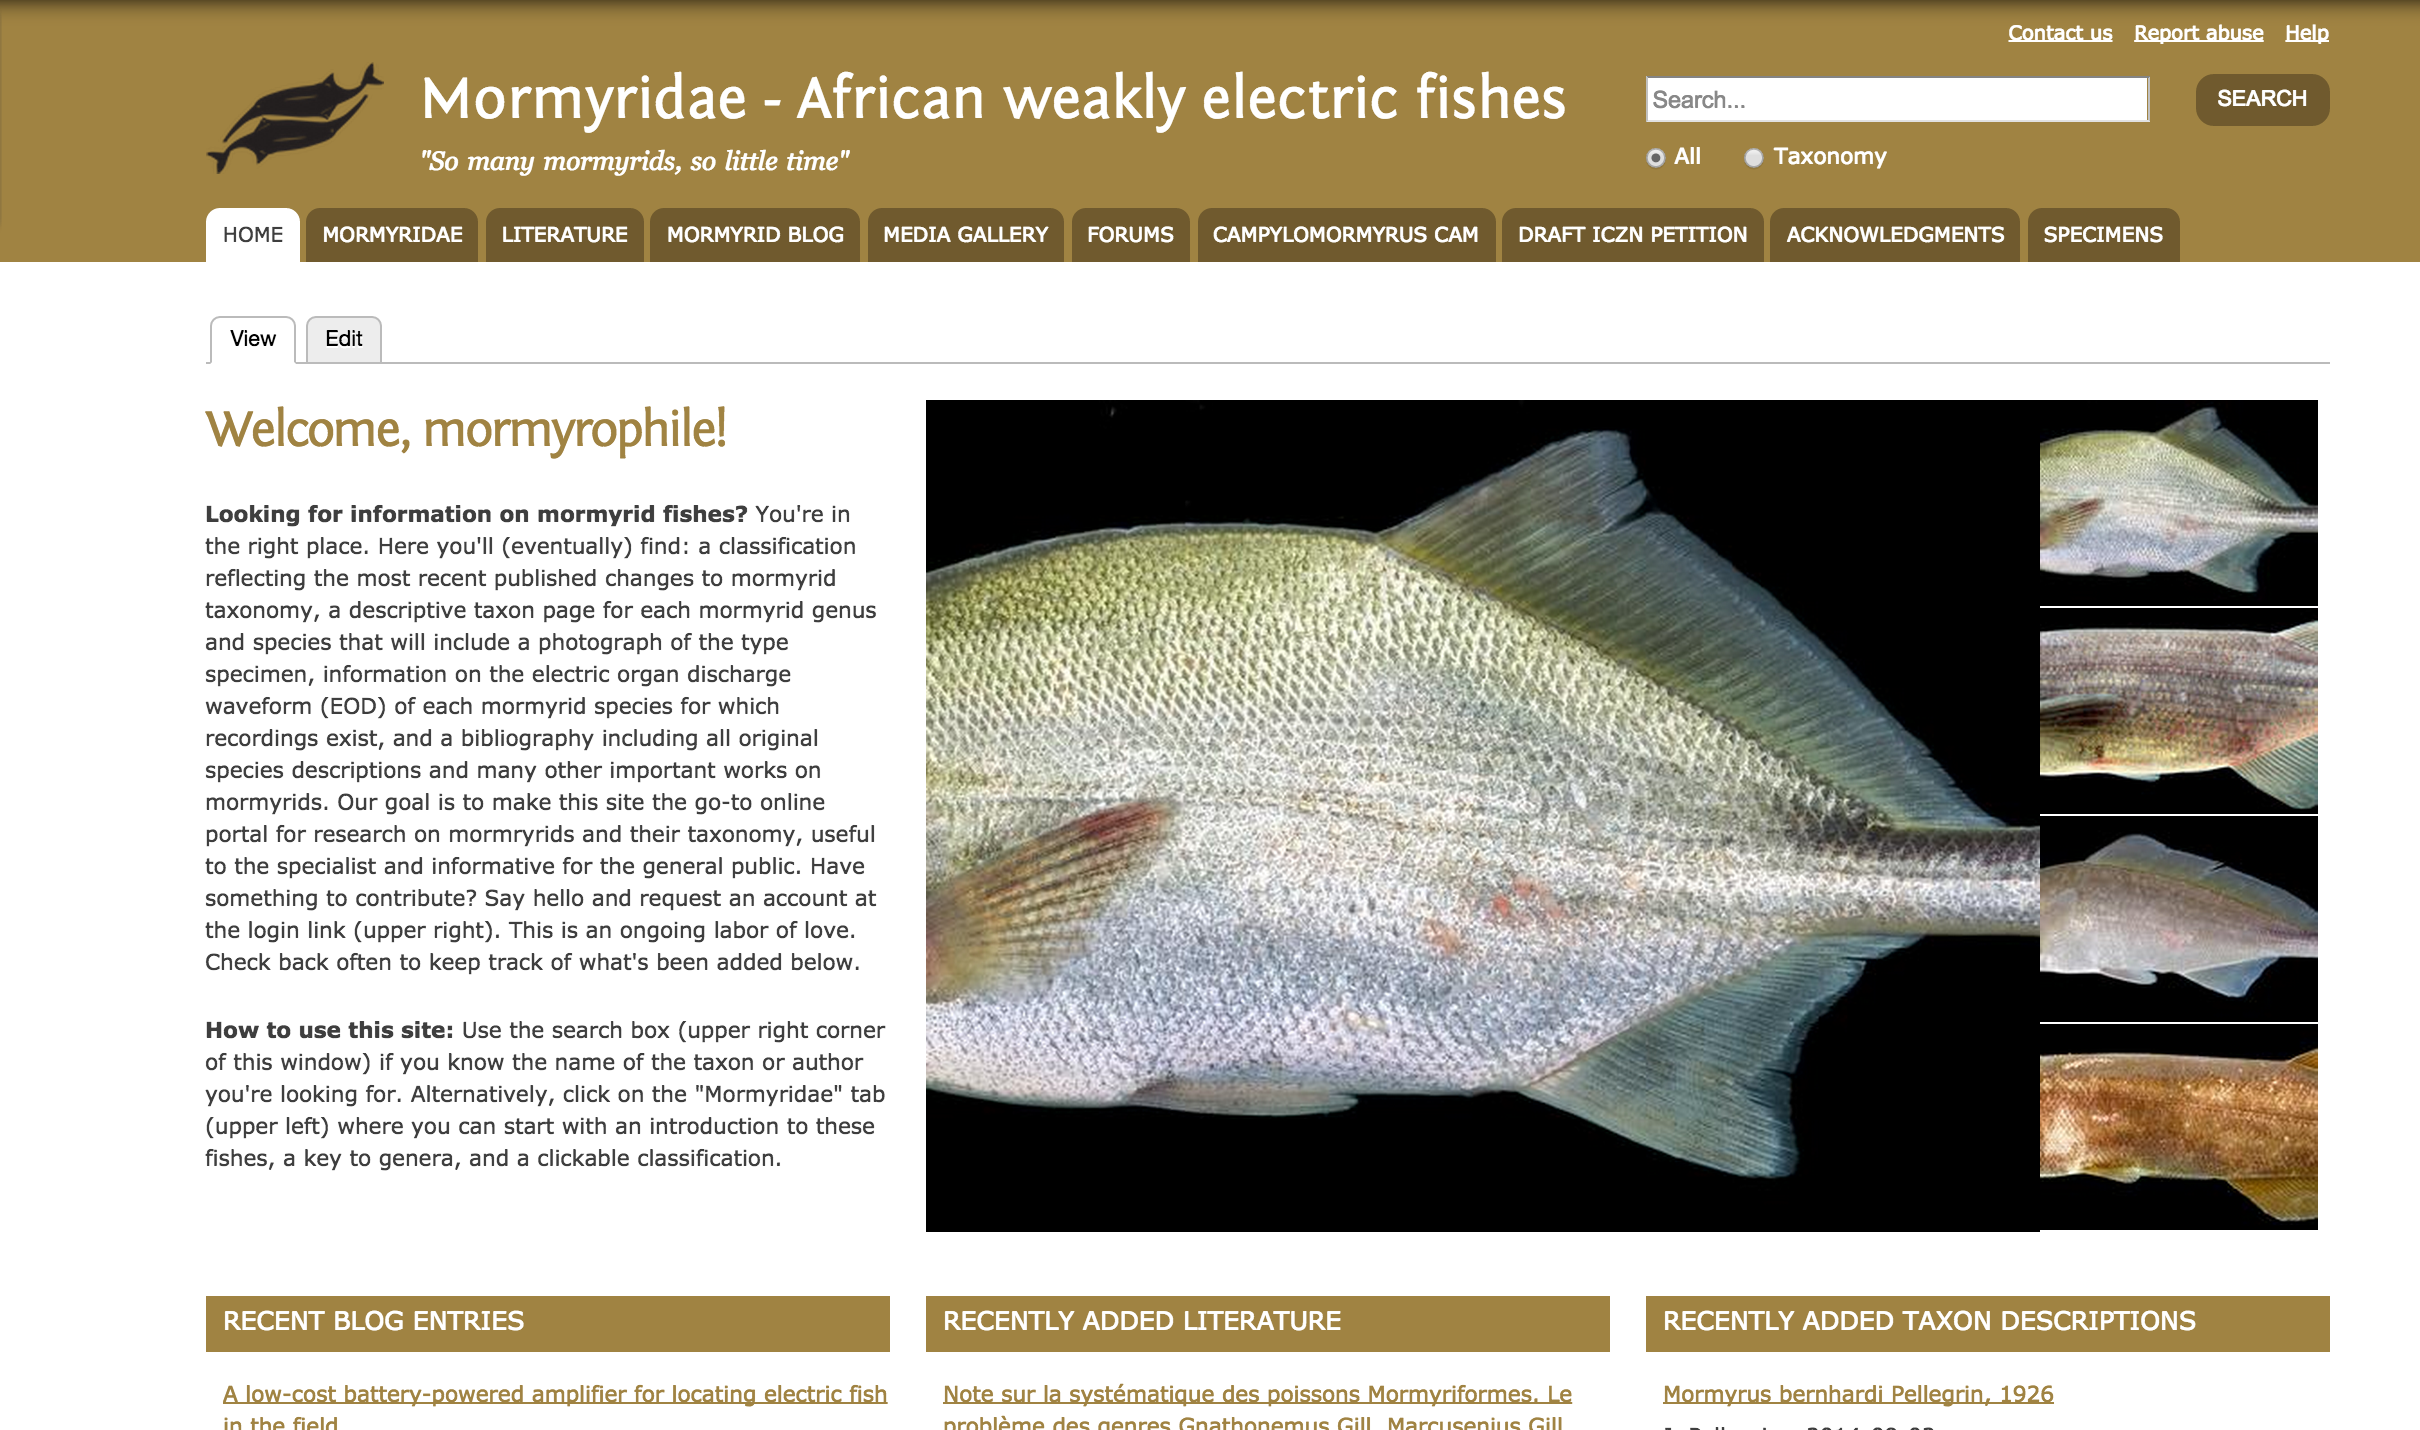 Contact us Report abuse Help
Mormyridae - African weakly electric fishes
"So many mormyrids, so little time"
Search...
SEARCH
All Taxonomy
HOME MORMYRIDAE LITERATURE MORMYRID BLOG MEDIA GALLERY FORUMS CAMPYLOMORMYRUS CAM DRAFT ICZN PETITION ACKNOWLEDGMENTS SPECIMENS
View Edit
Welcome, mormyrophile!
Looking for information on mormyrid fishes? You're in
the right place. Here you'll (eventually) find: a classification
reflecting the most recent published changes to mormyrid
taxonomy, a descriptive taxon page for each mormyrid genus
and species that will include a photograph of the type
specimen, information on the electric organ discharge
waveform (EOD) of each mormyrid species for which
recordings exist, and a bibliography including all original
species descriptions and many other important works on
mormyrids. Our goal is to make this site the go-to online
portal for research on mormryrids and their taxonomy, useful
to the specialist and informative for the general public. Have
something to contribute? Say hello and request an account at
the login link (upper right). This is an ongoing labor of love.
Check back often to keep track of what's been added below.
How to use this site: Use the search box (upper right corner
of this window) if you know the name of the taxon or author
you're looking for. Alternatively, click on the "Mormyridae" tab
(upper left) where you can start with an introduction to these
fishes, a key to genera, and a clickable classification.
RECENT BLOG ENTRIES
A low-cost battery-powered amplifier for locating electric fish
in the field
RECENTLY ADDED LITERATURE
Note sur la systématique des poissons Mormyriformes. Le
problème des genres Gnathonemus Gill, Marcusenius Gill,
RECENTLY ADDED TAXON DESCRIPTIONS
Mormyrus bernhardi Pellegrin, 1926